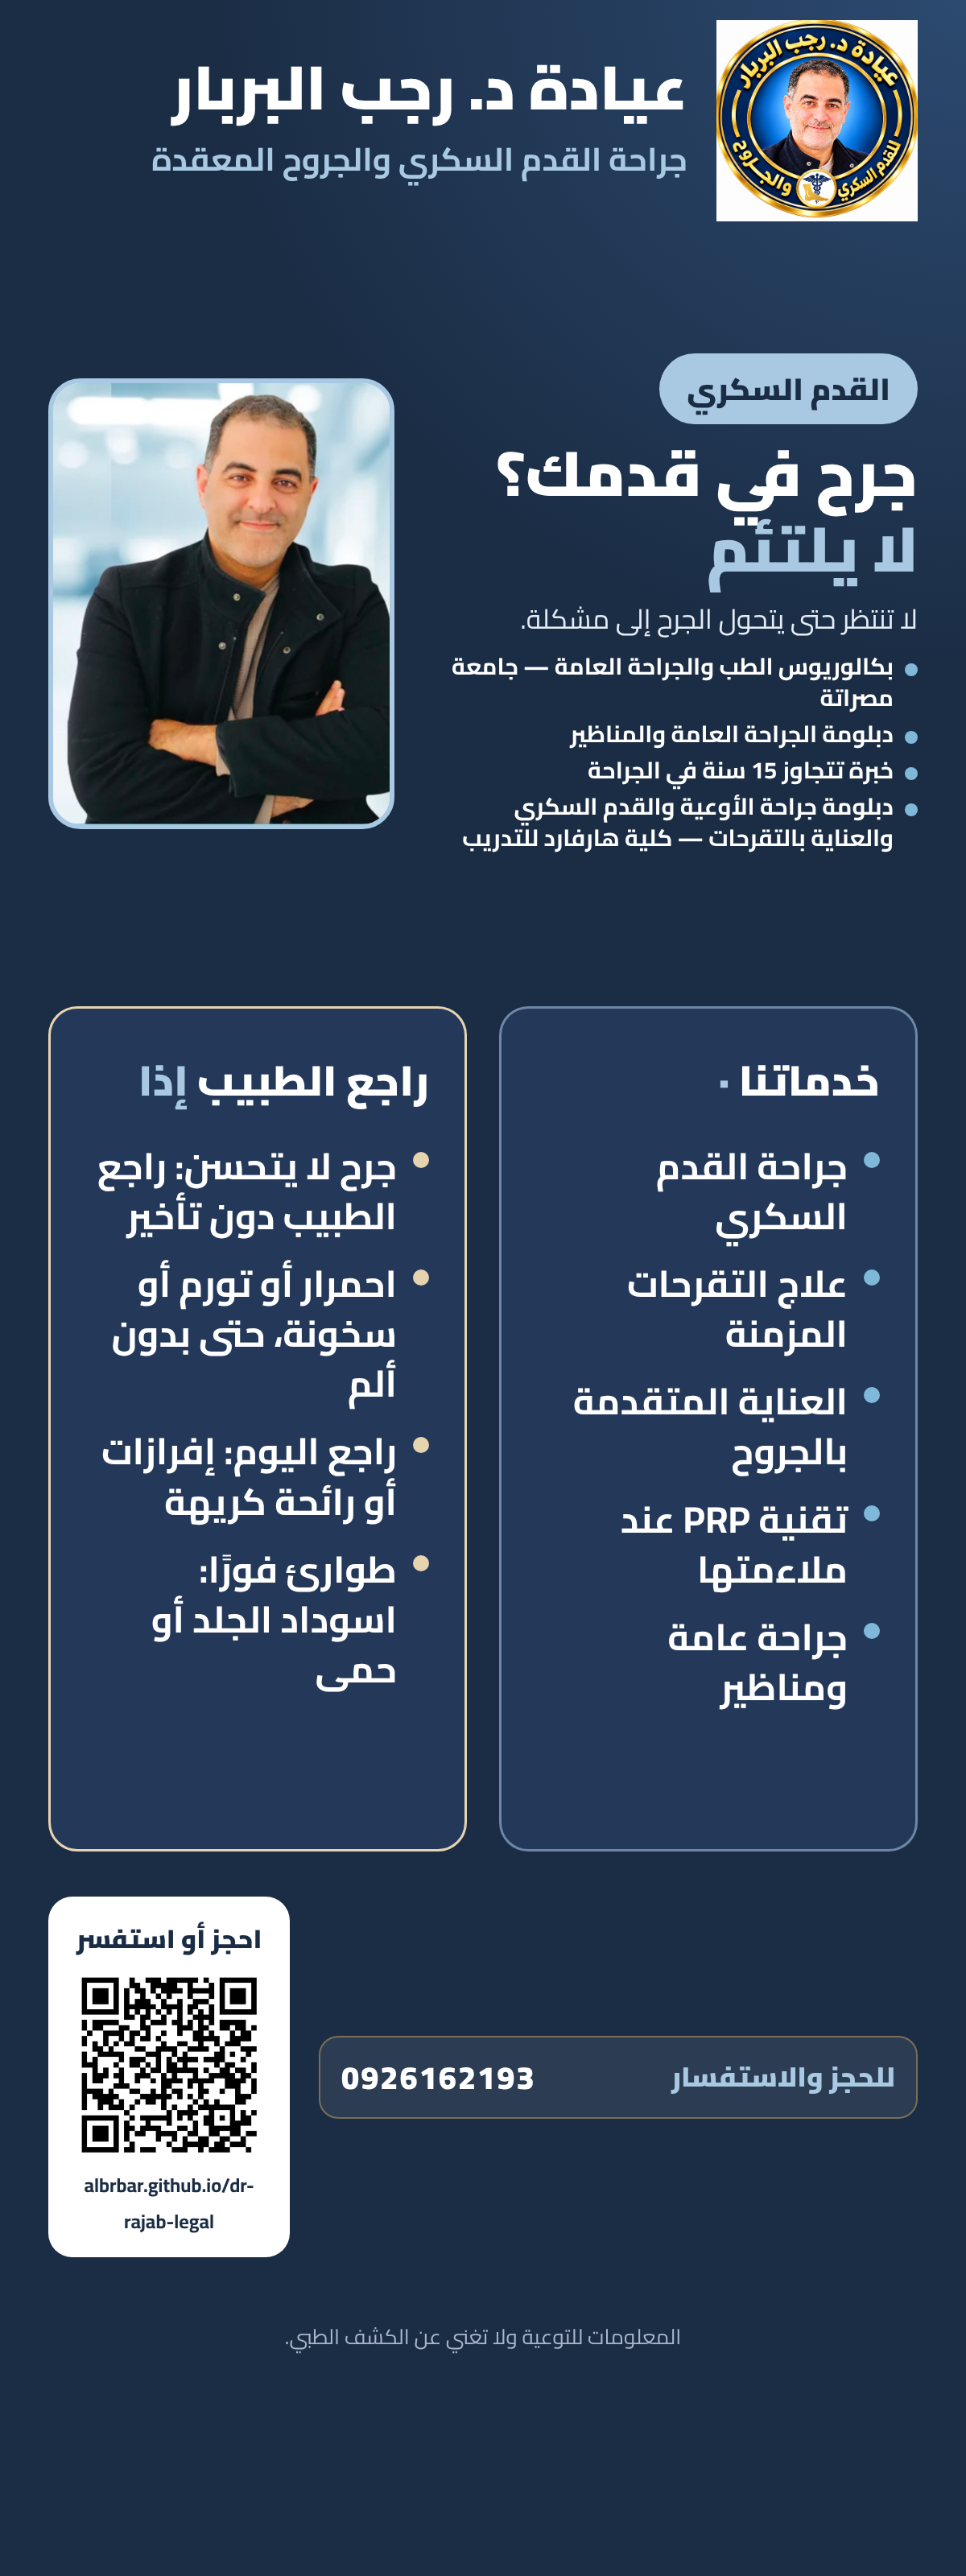 عيادة د. رجب البربار
للقدم السكري
والجروح
عيادة د. رجب البربار
جراحة القدم السكري والجروح المعقدة
القدم السكري
جرح في قدمك؟
لا يلتئم
لا تنتظر حتى يتحول الجرح إلى مشكلة.
بكالوريوس الطب والجراحة العامة — جامعة
مصراتة
دبلومة الجراحة العامة والمناظير
خبرة تتجاوز 15 سنة في الجراحة
دبلومة جراحة الأوعية والقدم السكري
والعناية بالتقرحات — كلية هارفارد للتدريب
خدماتنا ·
جراحة القدم
السكري
علاج التقرحات
المزمنة
العناية المتقدمة
بالجروح
تقنية PRP عند
ملاءمتها
جراحة عامة
ومناظير
راجع الطبيب إذا
جرح لا يتحسن: راجع
الطبيب دون تأخير
احمرار أو تورم أو
سخونة، حتى بدون
ألم
راجع اليوم: إفرازات
أو رائحة كريهة
طوارئ فورًا:
اسوداد الجلد أو
حمى
للحجز والاستفسار
0926162193
احجز أو استفسر
albrbar.github.io/dr-
rajab-legal
المعلومات للتوعية ولا تغني عن الكشف الطبي.